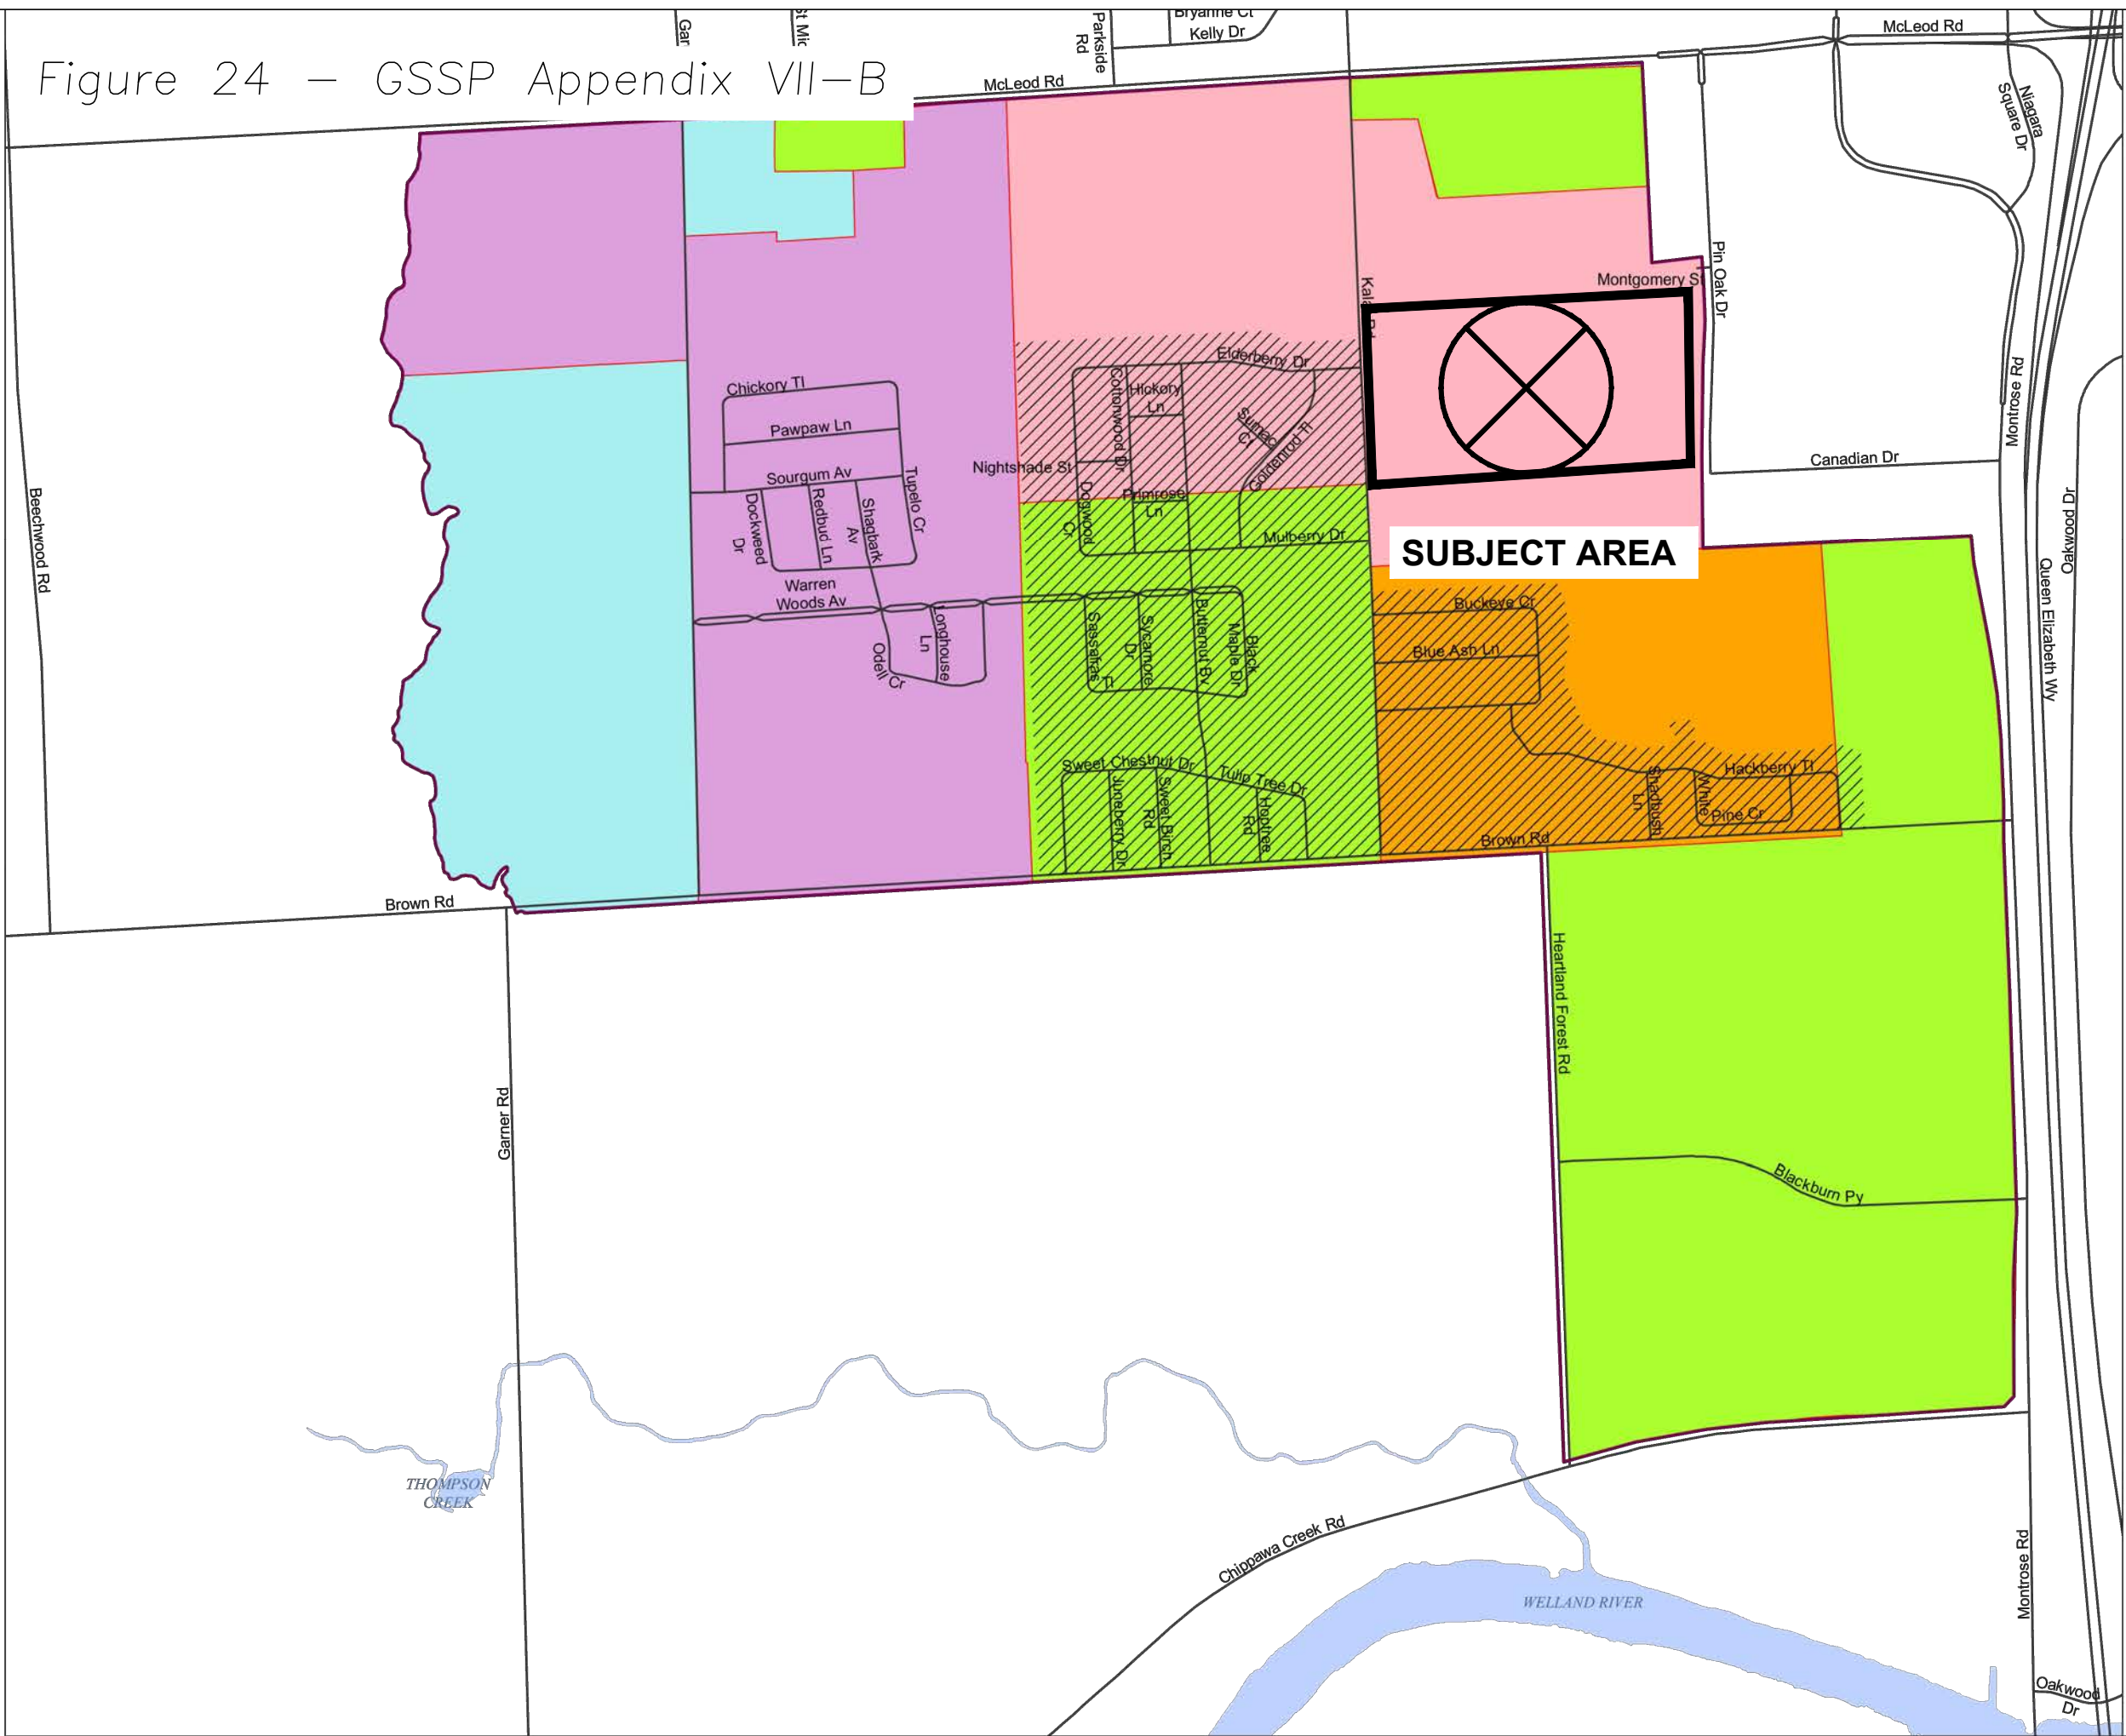 Figure 24 - GSSP Appendix VII-B
Parkside
Rd
Kelly Dr
McLeod Rd
McLeod Rd
Niagara
Square Dr
Pin Oak Dr
Montgomery St
Montrose Rd
Canadian Dr
Oakwood Dr
Queen Elizabeth Wy
Beechwood Rd
Chickory Tl
Pawpaw Ln
Sourgum Av
Tupelo Cr
Dockweed
Dr
Redbud Ln
Shagbark
Av
Warren
Woods Av
Longhouse
Ln
Odell Cr
Elderberry Dr
Cottonwood Dr
Hickory
Ln
Sumac
Ct
Goldenrod Tl
Nightshade St
Dogwood
Cr
Primrose
Ln
Mulberry Dr
Sassafras
Tl
Sycamore
Dr
Butternut Bv
Black
Maple Dr
Sweet Chestnut Dr
Tulip Tree Dr
Juneberry Dr
Sweet Birch
Rd
Hoptree
Rd
SUBJECT AREA
Buckeye Cr
Blue Ash Ln
Shadbush
Ln
White
Pine Cr
Hackberry Tl
Brown Rd
Brown Rd
Heartland Forest Rd
Garner Rd
Blackburn Py
THOMPSON
CREEK
Chippawa Creek Rd
WELLAND RIVER
Montrose Rd
Oakwood
Dr